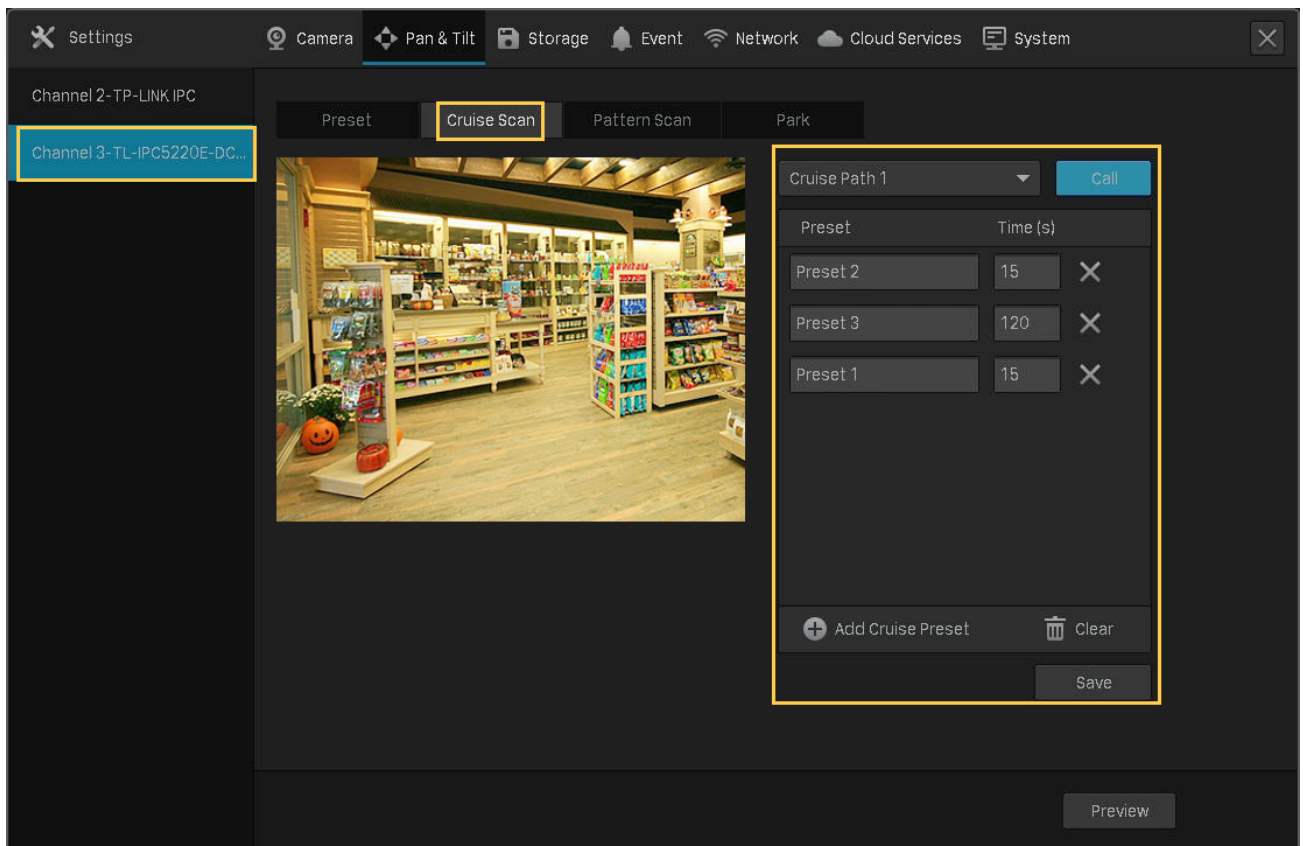 Settings
Camera Pan & Tilt Storage Event Network Cloud Services System
Channel 2-TP-LINK IPC
Channel 3-TL-IPC5220E-DC...
Preset Cruise Scan Pattern Scan Park
Cruise Path 1 Call
Preset Time (s)
Preset 2 15
Preset 3 120
Preset 1 15
Add Cruise Preset Clear
Save
Preview